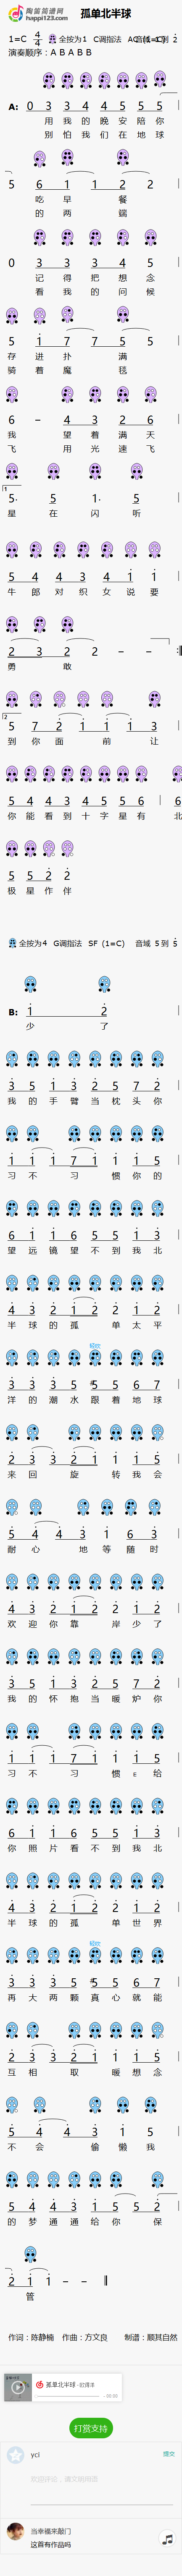 陶笛简谱网
happi123.com
孤单北半球
1=C 4/4 全按为1 C调指法 AC (1=C)
演奏顺序：A B A B B
A: 0 3 3 4 4 5 5 5
用 我 的 晚 安 陪 你
别 怕 我 们 在 地 球
5 6 1 1 2 2
吃 早 餐
的 两 端
0 3 3 3 4 5
记 得 把 想 念
看 我 的 问 候
5 1 7 7 5 5
存 进 扑 满
骑 着 魔 毯
6 - 4 3 2 6
我 望 着 满 天
飞 用 光 速 飞
1
5· 5 1· 5
星 在 闪 听
5 4 4 3 4 1 1
牛 郎 对 织 女 说 要
2 3 2 2 - - :
勇 敢
2
5 7 2 1 1 1 3
到 你 面 前 让
5 4 4 3 4 5 5 6 6
你 能 看 到 十 字 星 有 北
5 5 2 2
极 星 作 伴
全按为4 G调指法 SF (1=C) 音域 5 到 5
B: 1 2
少 了
3 5 1 3 2 5 7 2
我 的 手 臂 当 枕 头 你
1 1 1 7 1 1 1 5
习 不 习 惯 你 的
6 1 1 6 5 5 1 3
望 远 镜 望 不 到 我 北
4 3 2 1 2 2 1 2
半 球 的 孤 单 太 平
轻吹
3 3 3 5 5 5 6 7
洋 的 潮 水 跟 着 地 球
2 3 3 2 1 1 1 5
来 回 旋 转 我 会
5 4 4 3 1 6 3
耐 心 地 等 随 时
4 3 2 1 2 2 1 2
欢 迎 你 靠 岸 少 了
3 5 1 3 2 5 7 2
我 的 怀 抱 当 暖 炉 你
1 1 1 7 1 1 1 5
习 不 习 惯 E 给
6 1 1 6 5 5 1 3
你 照 片 看 不 到 我 北
4 3 2 1 2 2 1 2
半 球 的 孤 单 世 界
轻吹
3 3 3 5 5 5 6 7
再 大 两 颗 真 心 就 能
2 3 3 2 1 1 1 5
互 相 取 暖 想 念
5 4 4 3 1 5
不 会 偷 懒 我
5 4 4 3 1 5 5 2
的 梦 通 通 给 你 保
2 1 1 - -
管
作词：陈静楠 作曲：方文良 制谱：顺其自然
孤单北半球 -
00:00
打赏支持
ycl
当幸福来敲门
这首有作品吗